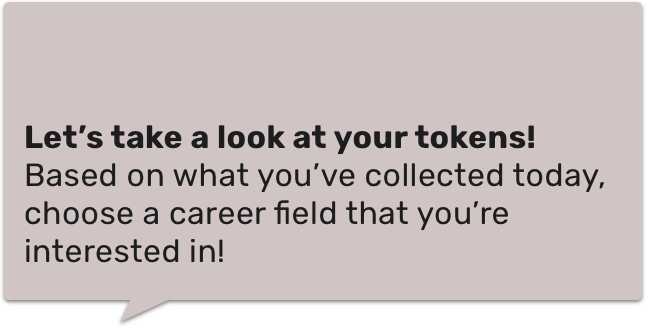 Let’s take a look at your tokens!
Based on what you’ve collected today,
choose a career field that you’re
interested in!